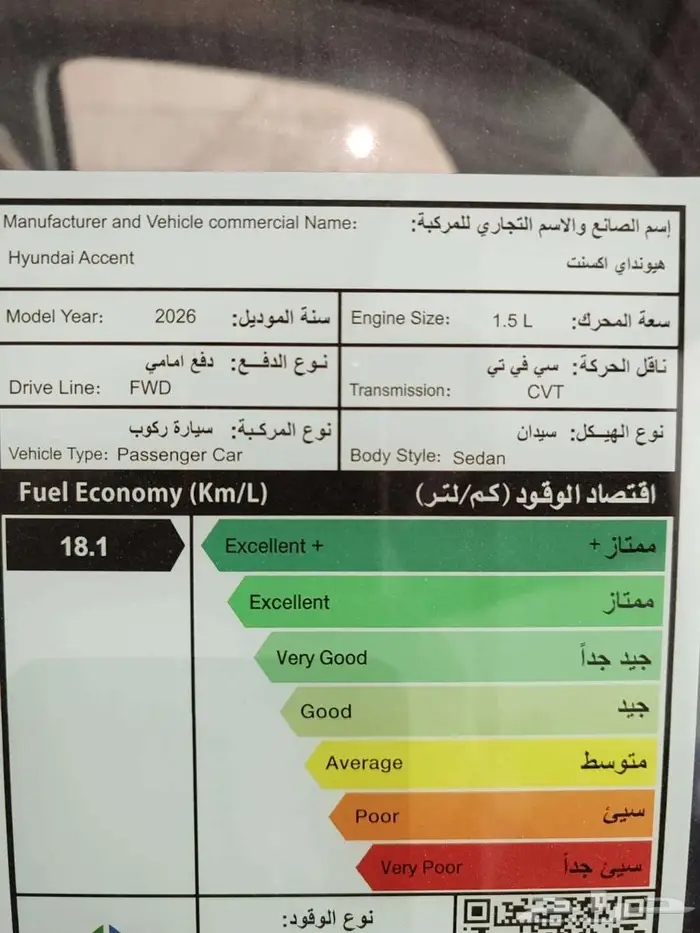 Manufacturer and Vehicle commercial Name: إسم الصانع والاسم التجاري للمركبة:
Hyundai Accent هيونداي اكسنت
Model Year: 2026 سنة الموديل: Engine Size: 1.5 L سعة المحرك:
نوع الدفع: دفع امامي ناقل الحركة: سي في تي
Drive Line: FWD Transmission: CVT
نوع المركبة: سيارة ركوب نوع الهيكل: سيدان
Vehicle Type: Passenger Car Body Style: Sedan
Fuel Economy (Km/L) اقتصاد الوقود (كم/لتر)
18.1 Excellent + ممتاز +
Excellent ممتاز
Very Good جيد جداً
Good جيد
Average متوسط
Poor سيئ
Very Poor سيئ جداً
نوع الوقود: